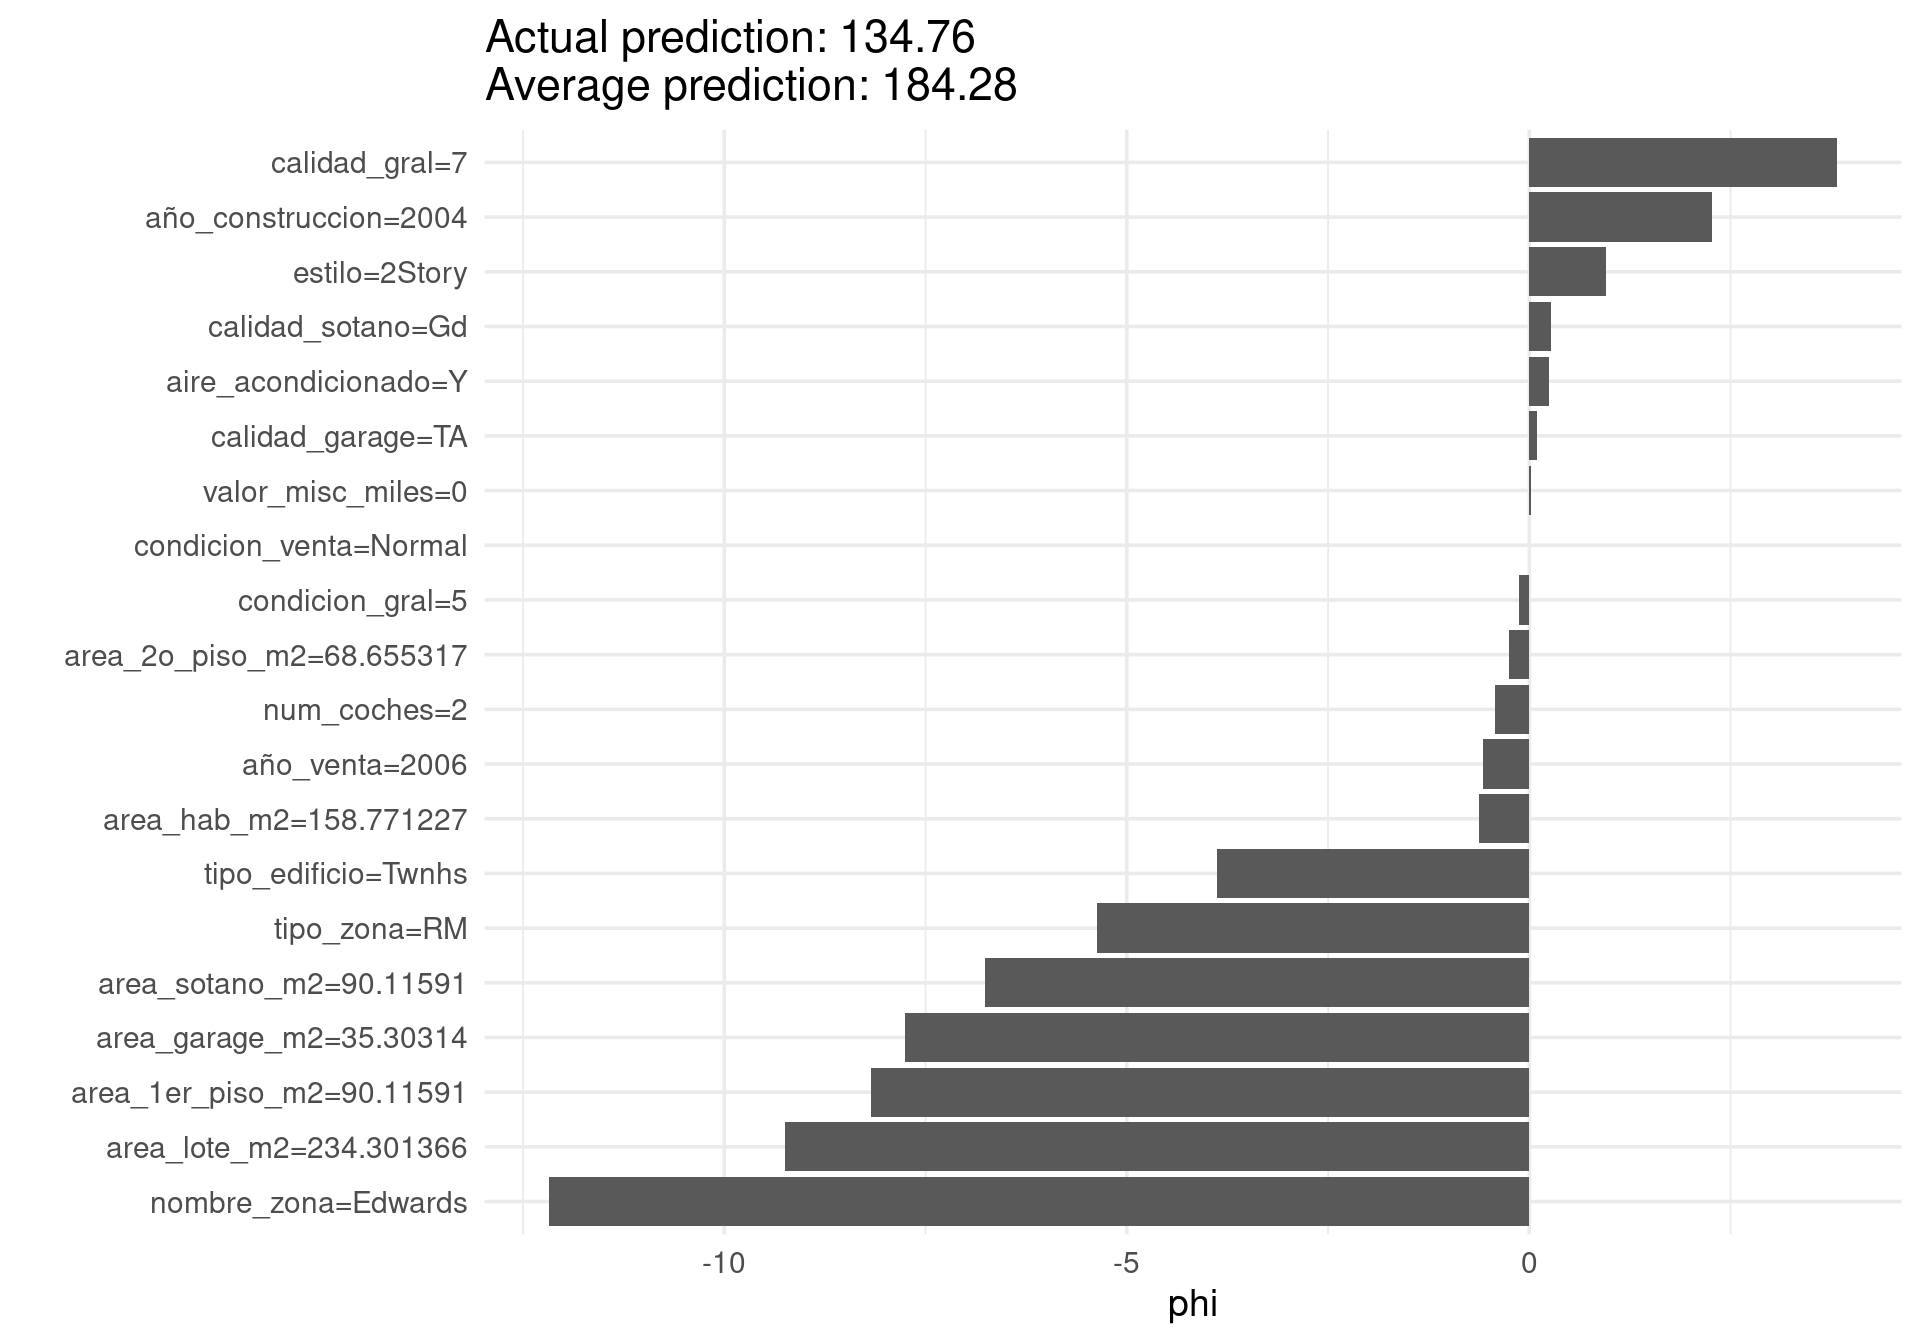 Actual prediction: 134.76
Average prediction: 184.28
calidad_gral=7
año_construccion=2004
estilo=2Story
calidad_sotano=Gd
aire_acondicionado=Y
calidad_garage=TA
valor_misc_miles=0
condicion_venta=Normal
condicion_gral=5
area_2o_piso_m2=68.655317
num_coches=2
año_venta=2006
area_hab_m2=158.771227
tipo_edificio=Twnhs
tipo_zona=RM
area_sotano_m2=90.11591
area_garage_m2=35.30314
area_1er_piso_m2=90.11591
area_lote_m2=234.301366
nombre_zona=Edwards
-10 -5 0
phi